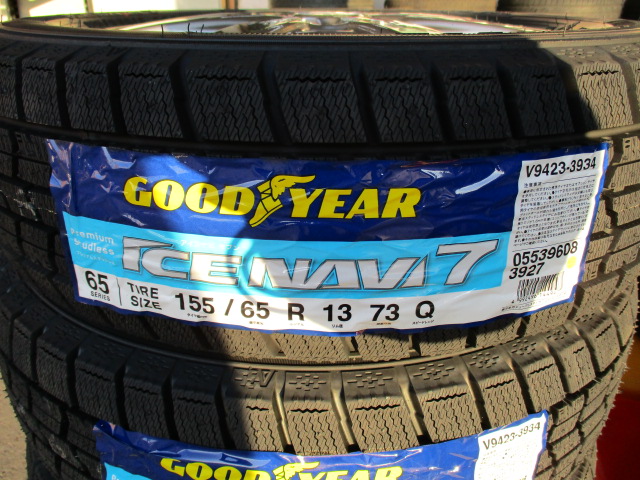 GOODYEAR
V9423-3934
Premium
Studless
ICE NAVI 7
05539608
3927
65
SERIES
TIRE
SIZE
155 / 65 R 13 73 Q
V9423-3934
GOODYEAR